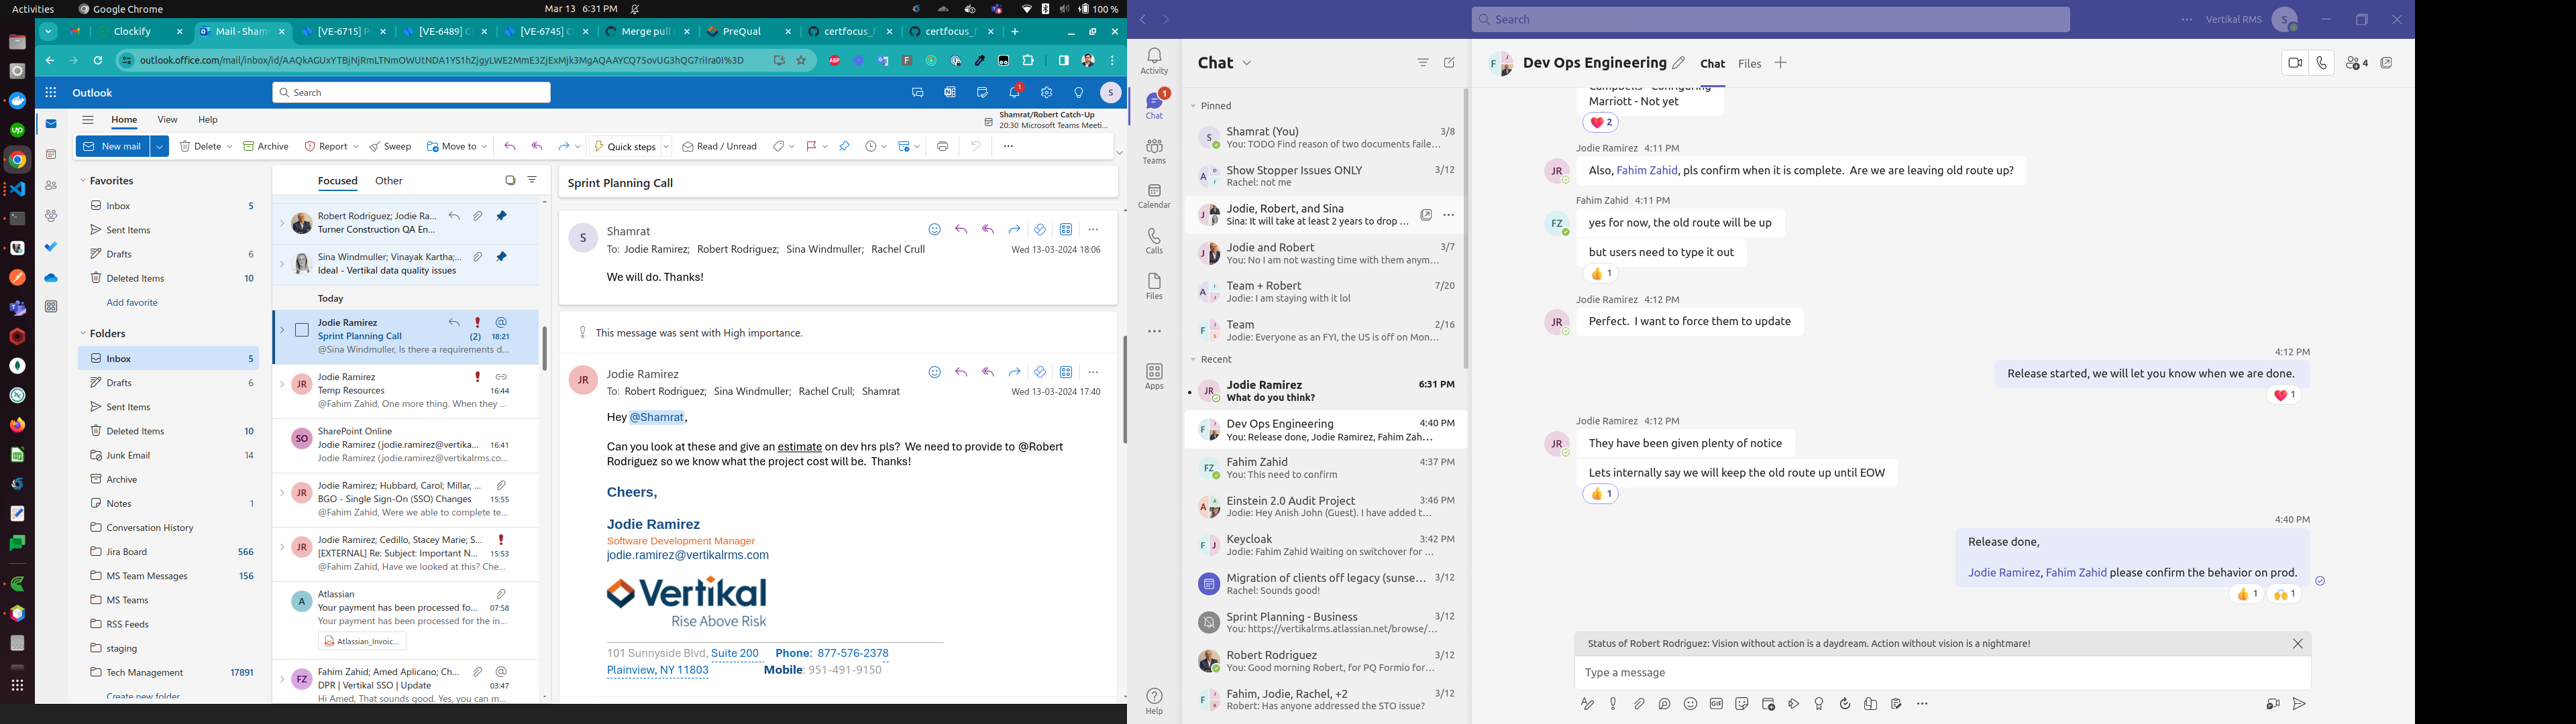 Activities
Google Chrome
Mar 13 6:31 PM
100 %
Clockify
Mail - Sham
[VE-6715] P
[VE-6489] C
[VE-6745] C
Merge pull
PreQual
certfocus_
certfocus_
Outlook
Search
Home
View
Help
Shamrat/Robert Catch-Up
20:30 Microsoft Teams Meeti...
New mail
Delete
Archive
Report
Sweep
Move to
Quick steps
Read / Unread
Favorites
Inbox 5
Sent Items
Drafts 6
Deleted Items 10
Add favorite
Folders
Inbox 5
Drafts 6
Sent Items
Deleted Items 10
Junk Email 14
Archive
Notes 1
Conversation History
Jira Board 566
MS Team Messages 156
MS Teams
RSS Feeds
staging
Tech Management 17891
Create new folder
Focused
Other
Robert Rodriguez; Jodie Ra...
Turner Construction QA En...
Sina Windmuller; Vinayak Kartha;...
Ideal - Vertikal data quality issues
Today
Jodie Ramirez
Sprint Planning Call (2) 18:21
@Sina Windmuller, Is there a requirements d...
JR
Jodie Ramirez
Temp Resources 16:44
@Fahim Zahid, One more thing. When they ...
SO
SharePoint Online
Jodie Ramirez (jodie.ramirez@vertika... 16:41
Jodie Ramirez (jodie.ramirez@vertikalrms.co...
JR
Jodie Ramirez; Hubbard, Carol; Millar, ...
BGO - Single Sign-On (SSO) Changes 15:55
@Fahim Zahid, Were we able to complete te...
JR
Jodie Ramirez; Cedillo, Stacey Marie; S...
[EXTERNAL] Re: Subject: Important N... 15:53
@Fahim Zahid, Have we looked at this? Che...
A
Atlassian
Your payment has been processed fo... 07:58
Your payment has been processed for the in...
Atlassian_Invoic...
FZ
Fahim Zahid; Amed Aplicano; Ch...
DPR | Vertikal SSO | Update 03:47
Hi Amed, That sounds good. Yes, you can m...
Sprint Planning Call
S
Shamrat
To: Jodie Ramirez; Robert Rodriguez; Sina Windmuller; Rachel Crull
Wed 13-03-2024 18:06
We will do. Thanks!
This message was sent with High importance.
JR
Jodie Ramirez
To: Robert Rodriguez; Sina Windmuller; Rachel Crull; Shamrat
Wed 13-03-2024 17:40
Hey @Shamrat,
Can you look at these and give an estimate on dev hrs pls? We need to provide to @Robert
Rodriguez so we know what the project cost will be. Thanks!
Cheers,
Jodie Ramirez
Software Development Manager
jodie.ramirez@vertikalrms.com
Vertikal
Rise Above Risk
101 Sunnyside Blvd, Suite 200 Phone: 877-576-2378
Plainview, NY 11803 Mobile: 951-491-9150
Search
Vertikal RMS
S
Activity
1
Chat
Teams
Calendar
Calls
Files
Apps
Help
Chat
Pinned
Shamrat (You) 3/8
You: TODO Find reason of two documents faile...
Show Stopper Issues ONLY 3/12
Rachel: not me
Jodie, Robert, and Sina
Sina: It will take at least 2 years to drop ...
Jodie and Robert 3/7
You: No I am not wasting time with them anym...
Team + Robert 7/20
Jodie: I am staying with it lol
Team 2/16
Jodie: Everyone as an FYI, the US is off on Mon...
Recent
Jodie Ramirez 6:31 PM
What do you think?
Dev Ops Engineering 4:40 PM
You: Release done, Jodie Ramirez, Fahim Zah...
Fahim Zahid 4:37 PM
You: This need to confirm
Einstein 2.0 Audit Project 3:46 PM
Jodie: Hey Anish John (Guest). I have added t...
Keycloak 3:42 PM
Jodie: Fahim Zahid Waiting on switchover for ...
Migration of clients off legacy (sunse... 3/12
Rachel: Sounds good!
Sprint Planning - Business 3/12
You: https://vertikalrms.atlassian.net/browse/...
Robert Rodriguez 3/12
You: Good morning Robert, for PQ Formio for...
Fahim, Jodie, Rachel, +2 3/12
Robert: Has anyone addressed the STO issue?
Dev Ops Engineering
Chat
Files
4
Campbells - Configuring
Marriott - Not yet
2
Jodie Ramirez 4:11 PM
Also, Fahim Zahid, pls confirm when it is complete. Are we are leaving old route up?
Fahim Zahid 4:11 PM
yes for now, the old route will be up
but users need to type it out
1
Jodie Ramirez 4:12 PM
Perfect. I want to force them to update
4:12 PM
Release started, we will let you know when we are done.
1
Jodie Ramirez 4:12 PM
They have been given plenty of notice
Lets internally say we will keep the old route up until EOW
1
4:40 PM
Release done,
Jodie Ramirez, Fahim Zahid please confirm the behavior on prod.
1 1
Status of Robert Rodriguez: Vision without action is a daydream. Action without vision is a nightmare!
Type a message